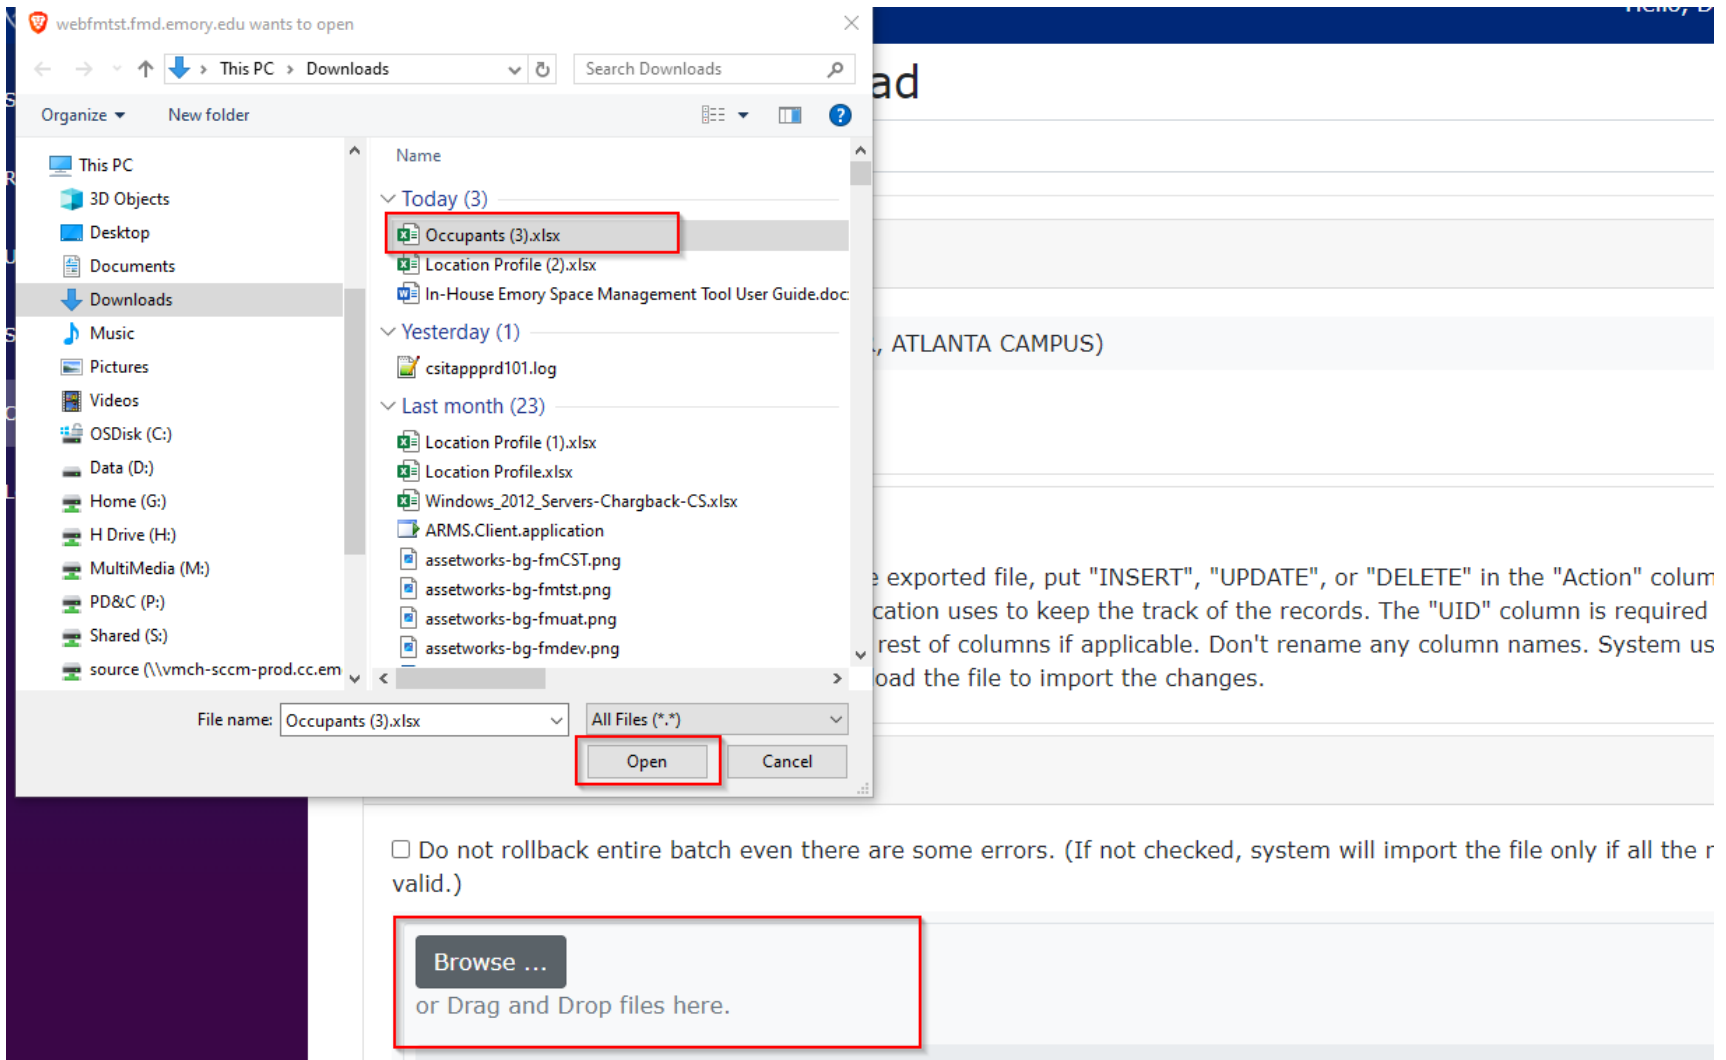 webfmtst.fmd.emory.edu wants to open
This PC > Downloads
Search Downloads
Organize
New folder
?
This PC
3D Objects
Desktop
Documents
Downloads
Music
Pictures
Videos
OSDisk (C:)
Data (D:)
Home (G:)
H Drive (H:)
MultiMedia (M:)
PD&C (P:)
Shared (S:)
source (\\vmch-sccm-prod.cc.em
Name
Today (3)
Occupants (3).xlsx
Location Profile (2).xlsx
In-House Emory Space Management Tool User Guide.doc
Yesterday (1)
csitappprd101.log
Last month (23)
Location Profile (1).xlsx
Location Profile.xlsx
Windows_2012_Servers-Chargback-CS.xlsx
ARMS.Client.application
assetworks-bg-fmCST.png
assetworks-bg-fmtst.png
assetworks-bg-fmuat.png
assetworks-bg-fmdev.png
File name: Occupants (3).xlsx
All Files (*.*)
Open
Cancel
Hello, D
ad
, ATLANTA CAMPUS)
e exported file, put "INSERT", "UPDATE", or "DELETE" in the "Action" colum
cation uses to keep the track of the records. The "UID" column is required
rest of columns if applicable. Don't rename any column names. System us
oad the file to import the changes.
Do not rollback entire batch even there are some errors. (If not checked, system will import the file only if all the r
valid.)
Browse ...
or Drag and Drop files here.